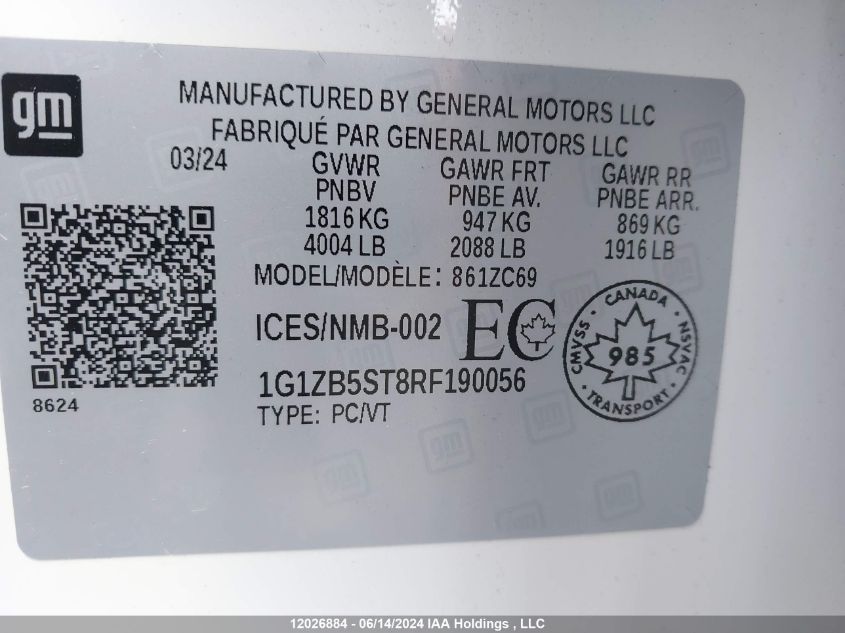 gm
MANUFACTURED BY GENERAL MOTORS LLC
FABRIQUÉ PAR GENERAL MOTORS LLC
03/24 GVWR GAWR FRT GAWR RR
PNBV PNBE AV. PNBE ARR.
1816 KG 947 KG 869 KG
4004 LB 2088 LB 1916 LB
MODEL/MODÈLE: 861ZC69
ICES/NMB-002 EC
CANADA
CMVSS 985 NSVAC
TRANSPORT
1G1ZB5ST8RF190056
8624
TYPE: PC/VT
12026884 - 06/14/2024 IAA Holdings , LLC